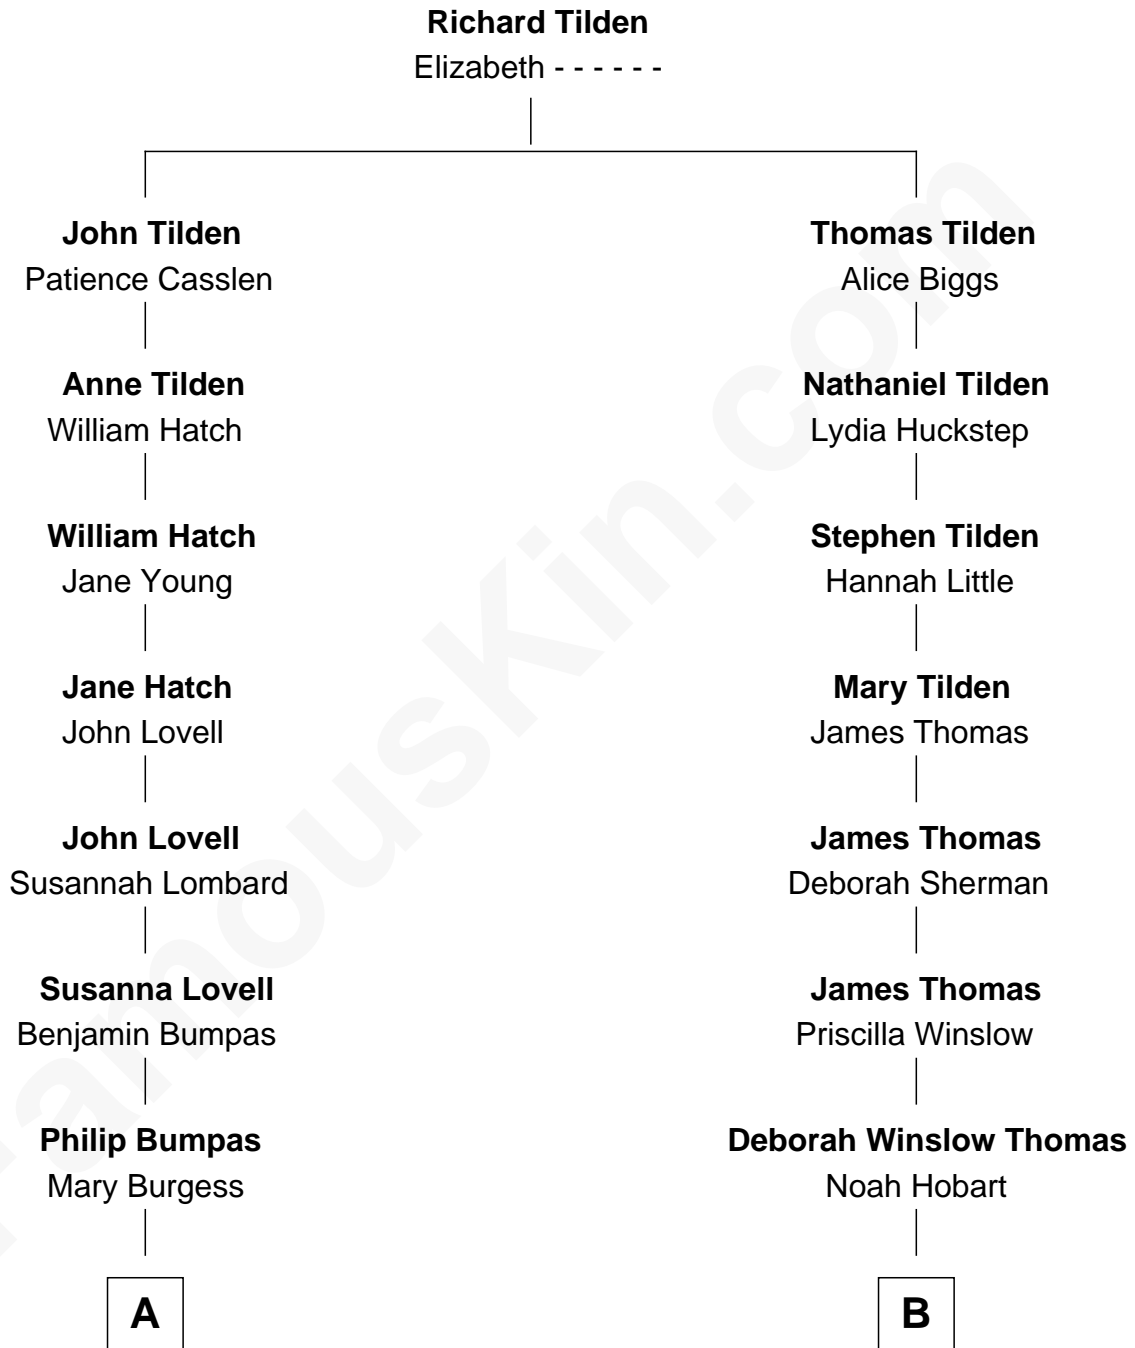 Richard Tilden
Elizabeth - - - - - -
John Tilden
Patience Casslen
Thomas Tilden
Alice Biggs
Anne Tilden
William Hatch
Nathaniel Tilden
Lydia Huckstep
William Hatch
Jane Young
Stephen Tilden
Hannah Little
Jane Hatch
John Lovell
Mary Tilden
James Thomas
John Lovell
Susannah Lombard
James Thomas
Deborah Sherman
Susanna Lovell
Benjamin Bumpas
James Thomas
Priscilla Winslow
Philip Bumpas
Mary Burgess
Deborah Winslow Thomas
Noah Hobart
A
B
FamousKin.com